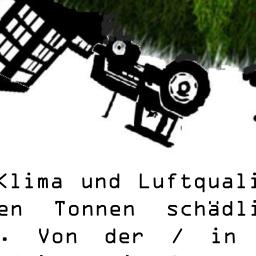 Klima und Luftquali
en Tonnen schädli
. Von der / in